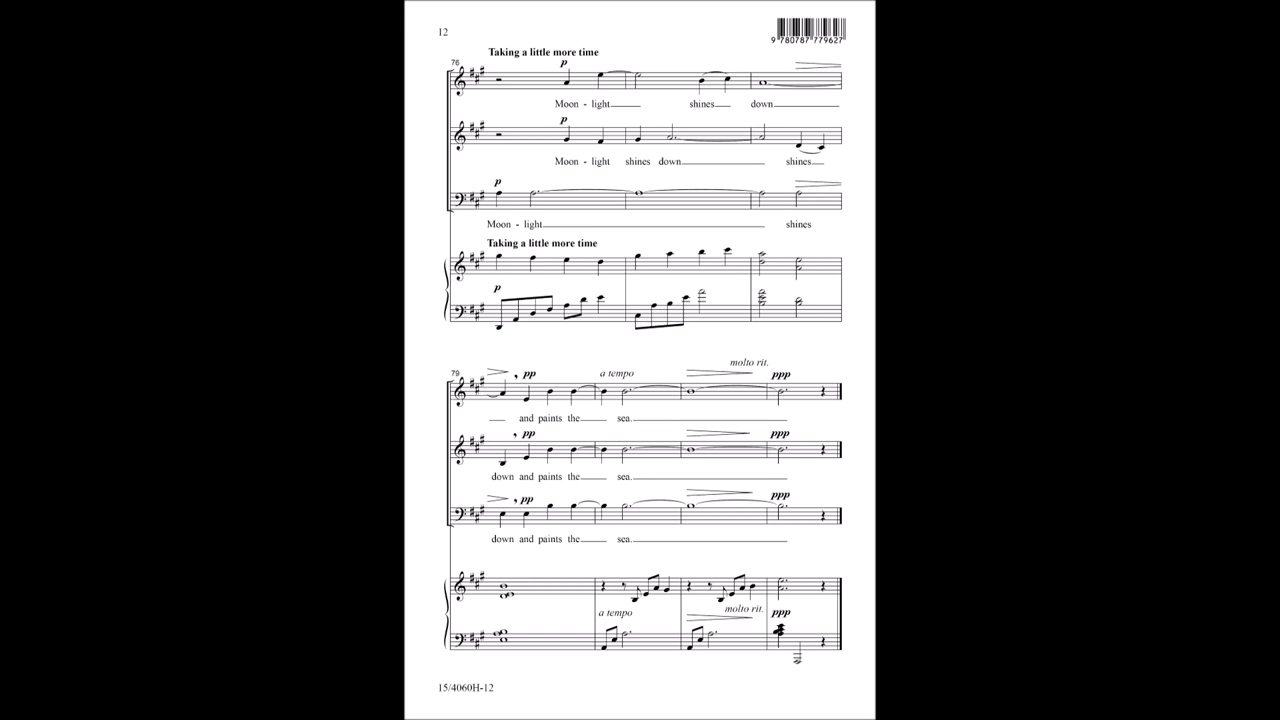 12
9 780787 779627
Taking a little more time
76
p
Moon - light shines down
p
Moon - light shines down shines
p
Moon - light shines
Taking a little more time
p
79
pp a tempo molto rit. ppp
and paints the sea.
pp ppp
down and paints the sea.
pp ppp
down and paints the sea.
a tempo molto rit. ppp
15/4060H-12